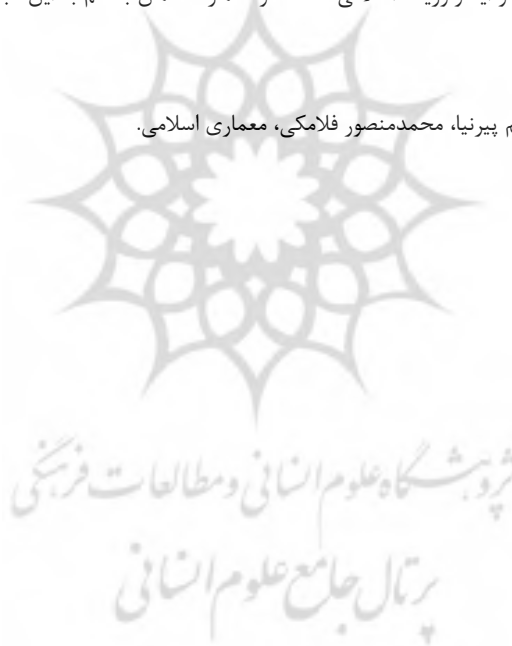 م پیرنیا، محمدمنصور فلامکی، معماری اسلامی.
پژوهشگاه علوم انسانی و مطالعات فرهنگی
پرتال جامع علوم انسانی